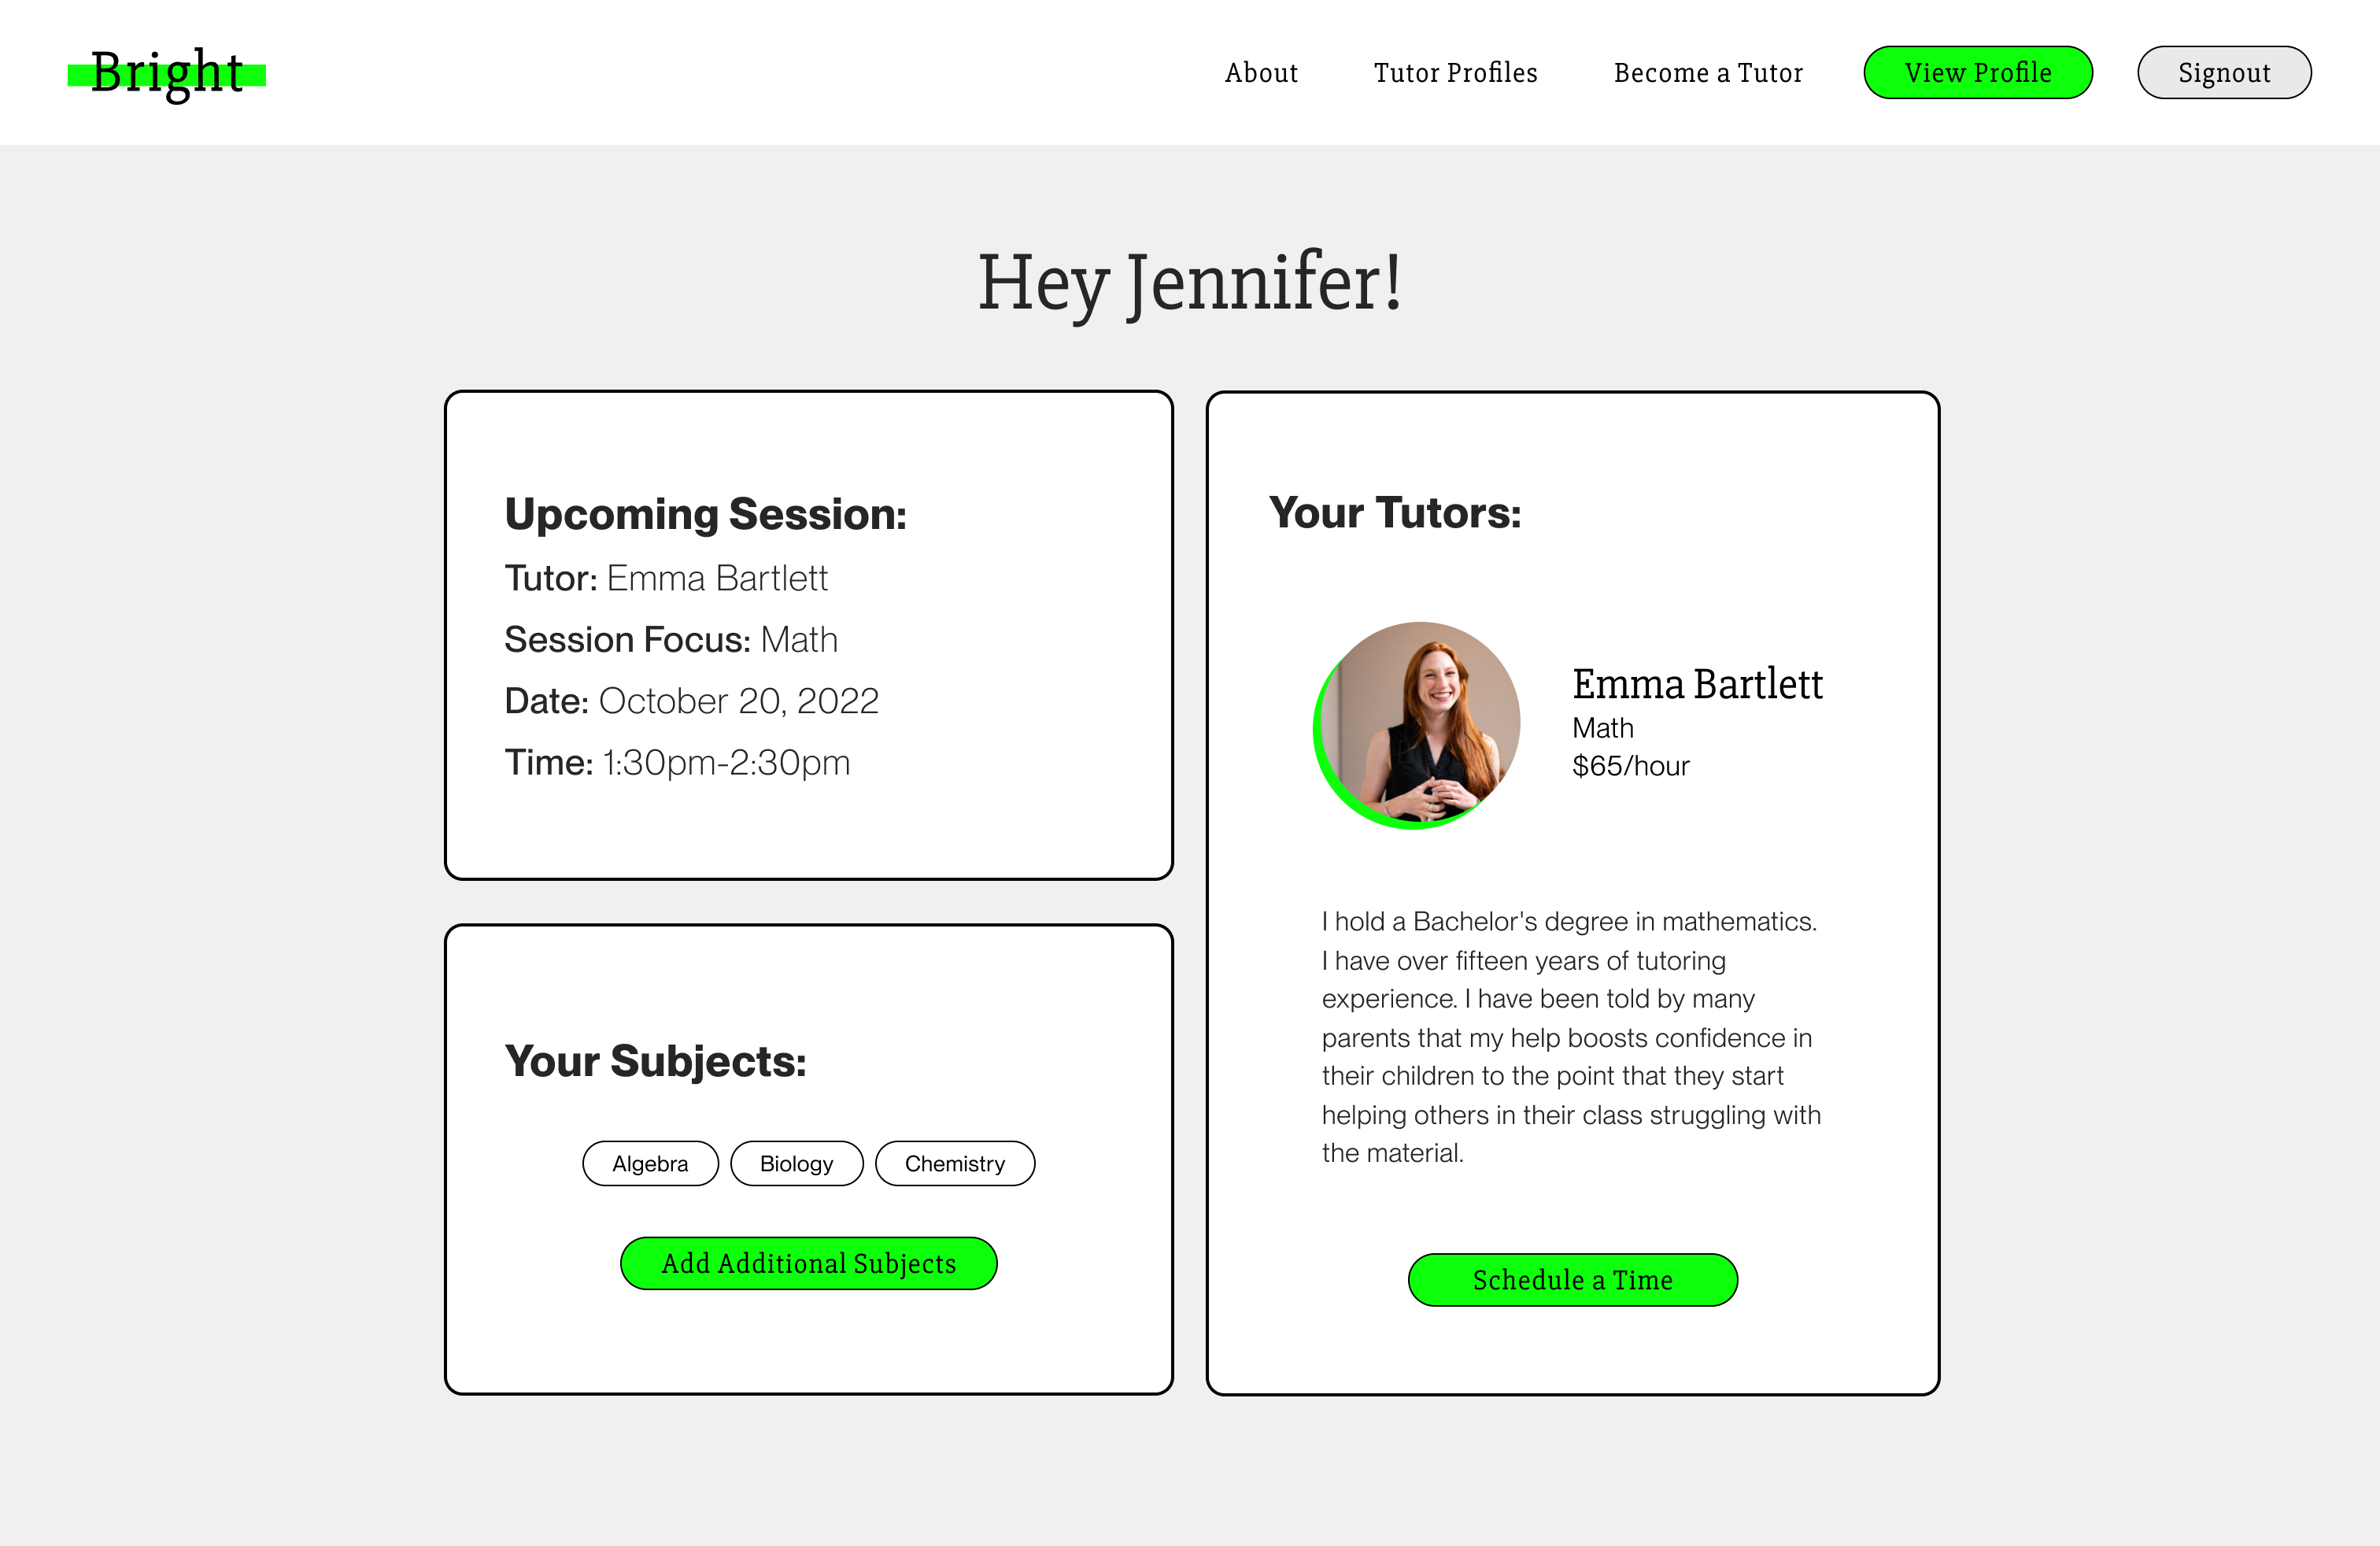 Bright
About
Tutor Profiles
Become a Tutor
View Profile
Signout
Hey Jennifer!
Upcoming Session:
Tutor: Emma Bartlett
Session Focus: Math
Date: October 20, 2022
Time: 1:30pm-2:30pm
Your Subjects:
Algebra
Biology
Chemistry
Add Additional Subjects
Your Tutors:
Emma Bartlett
Math
$65/hour
I hold a Bachelor's degree in mathematics.
I have over fifteen years of tutoring
experience. I have been told by many
parents that my help boosts confidence in
their children to the point that they start
helping others in their class struggling with
the material.
Schedule a Time